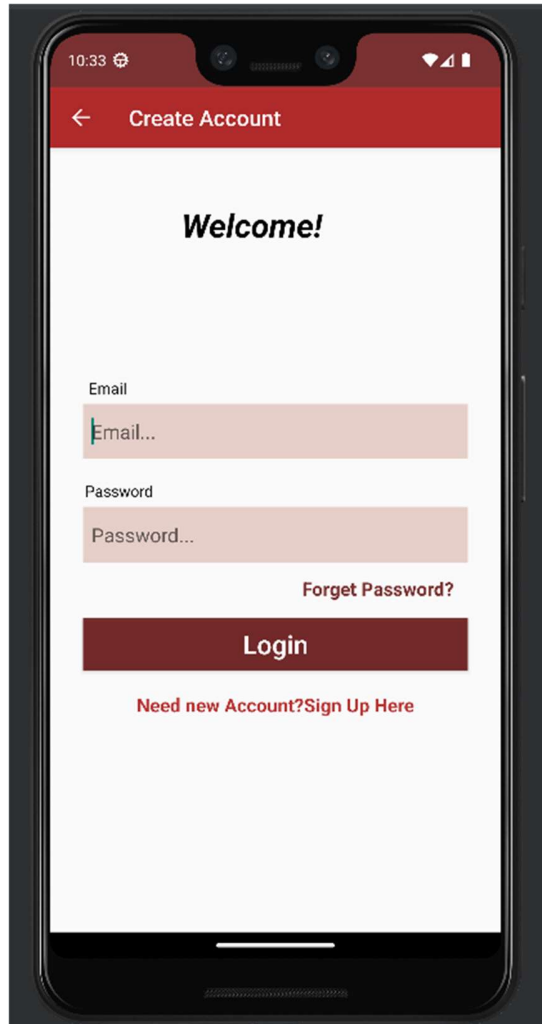 10:33
Create Account
Welcome!
Email
Email...
Password
Password...
Forget Password?
Login
Need new Account?Sign Up Here